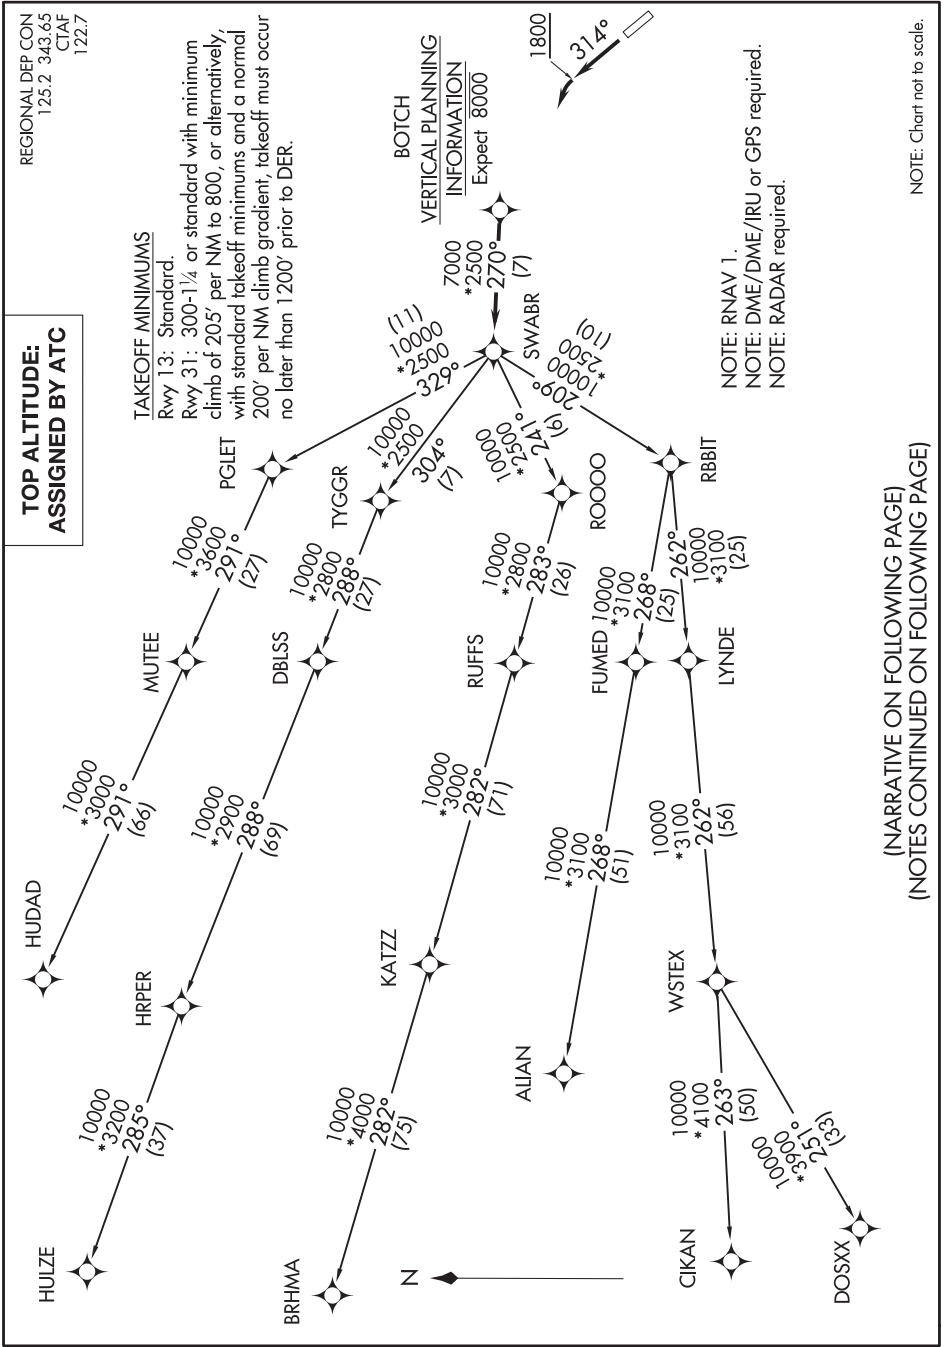 TOP ALTITUDE:
ASSIGNED BY ATC
REGIONAL DEP CON
125.2 343.65
CTAF
122.7
TAKEOFF MINIMUMS
Rwy 13: Standard.
Rwy 31: 300-1¼ or standard with minimum
climb of 205' per NM to 800, or alternatively,
with standard takeoff minimums and a normal
200' per NM climb gradient, takeoff must occur
no later than 1200' prior to DER.
BOTCH
VERTICAL PLANNING
INFORMATION
Expect 8000
1800
314°
7000
*2500
270°
(7)
SWABR
(11)
10000
*2500
329°
PGLET
10000
*3600
291°
(27)
MUTEE
10000
*3000
291°
(66)
HUDAD
10000
*2500
304°
(7)
TYGGR
10000
*2800
288°
(27)
DBLSS
10000
*2900
288°
(69)
HRPER
10000
*3200
285°
(37)
HULZE
10000
*2500
241°
(6)
ROOOO
10000
*2800
283°
(26)
RUFFS
10000
*3000
282°
(71)
KATZZ
10000
*4000
282°
(75)
BRHMA
(10)
*2500
10000
209°
RBBIT
10000
*3100
268°
(25)
FUMED
10000
*3100
268°
(51)
ALIAN
262°
10000
*3100
(25)
LYNDE
10000
*3100
262°
(56)
WSTEX
10000
*4100
263°
(50)
CIKAN
10000
*3900
251°
(33)
DOSXX
N
NOTE: RNAV 1.
NOTE: DME/DME/IRU or GPS required.
NOTE: RADAR required.
(NARRATIVE ON FOLLOWING PAGE)
(NOTES CONTINUED ON FOLLOWING PAGE)
NOTE: Chart not to scale.